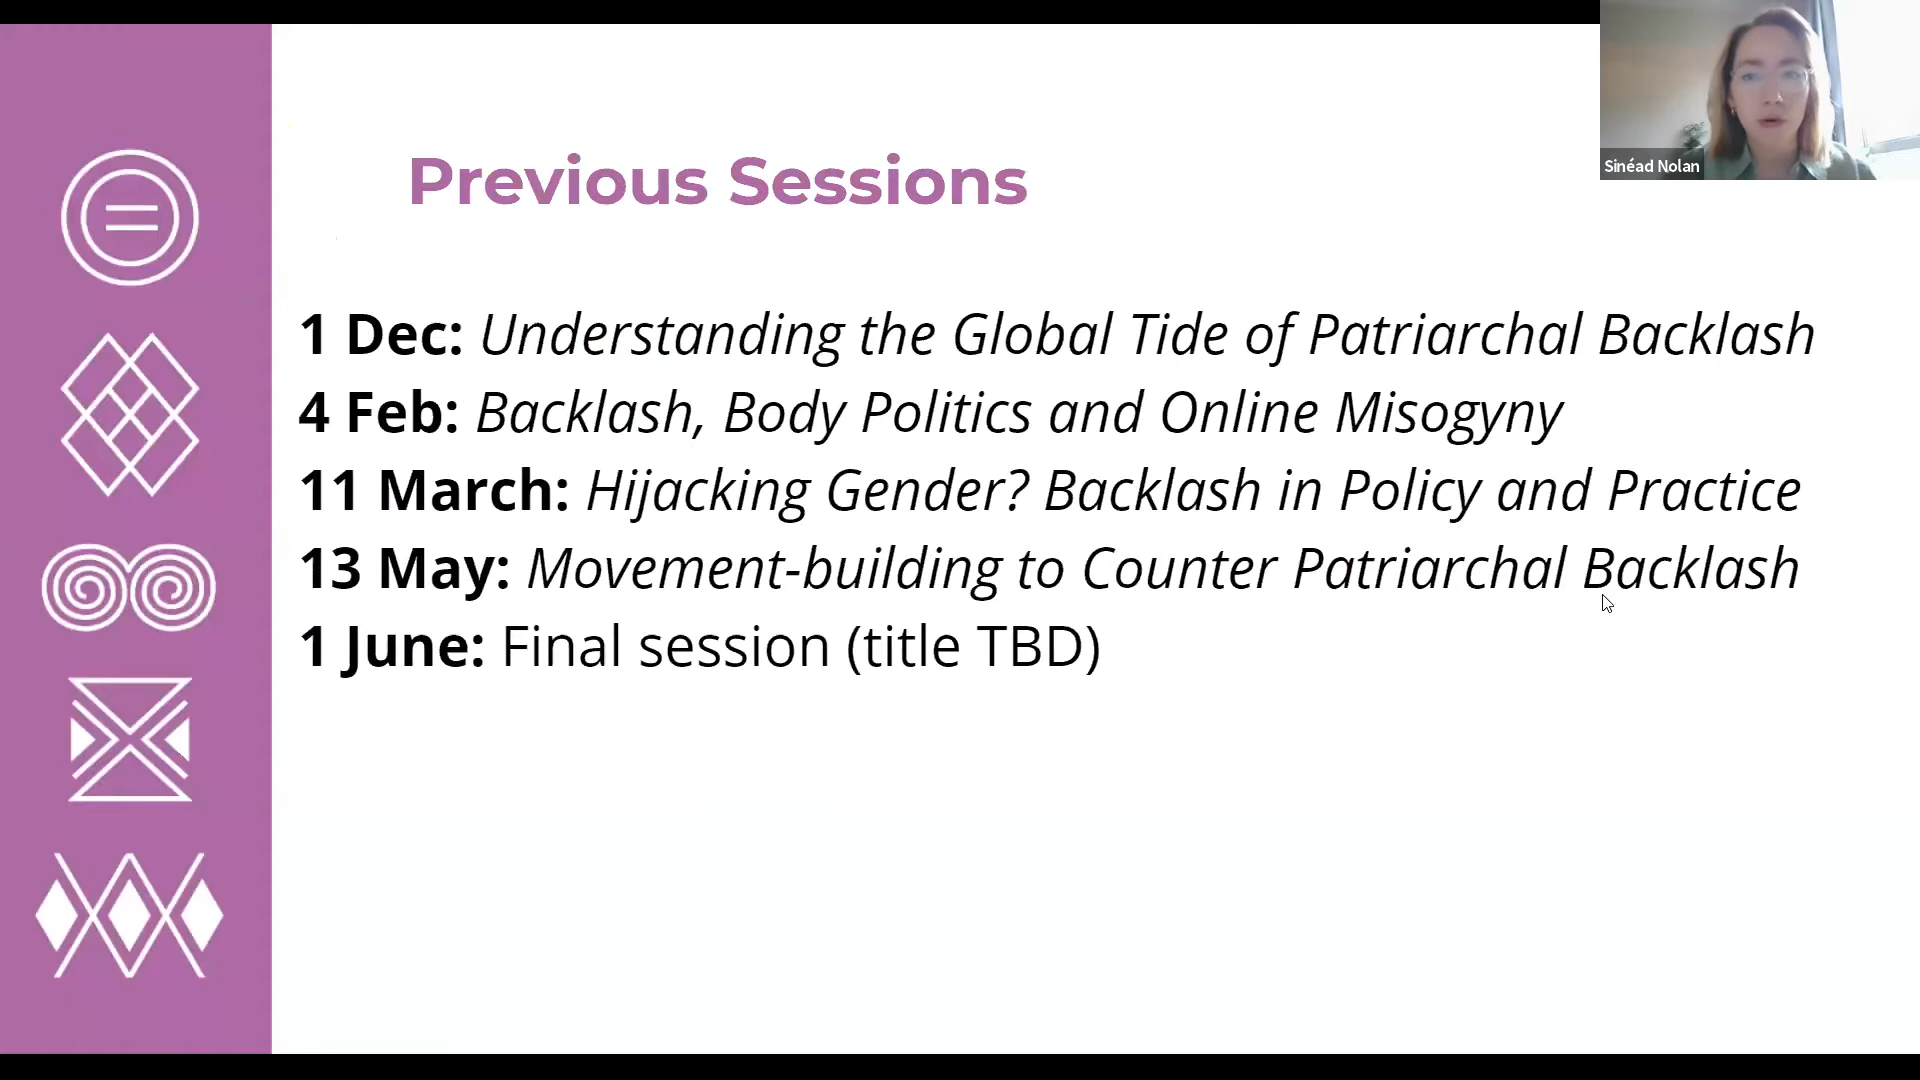 Previous Sessions
1 Dec: Understanding the Global Tide of Patriarchal Backlash
4 Feb: Backlash, Body Politics and Online Misogyny
11 March: Hijacking Gender? Backlash in Policy and Practice
13 May: Movement-building to Counter Patriarchal Backlash
1 June: Final session (title TBD)
Sinéad Nolan